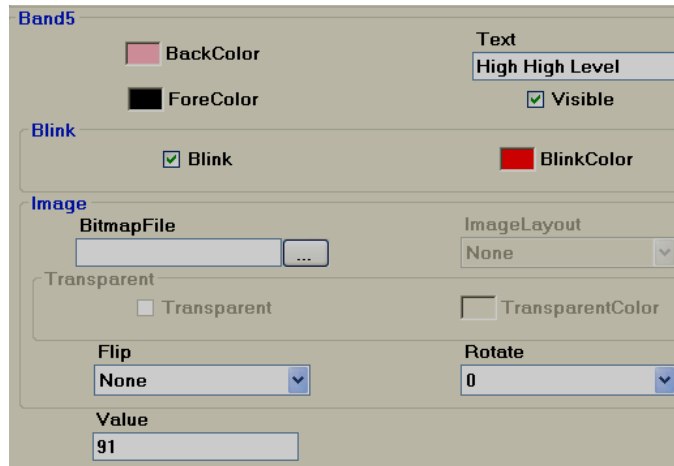 Band5
BackColor
Text
High High Level
ForeColor
Visible
Blink
Blink
BlinkColor
Image
BitmapFile
ImageLayout
...
None
Transparent
Transparent
TransparentColor
Flip
Rotate
None
0
Value
91